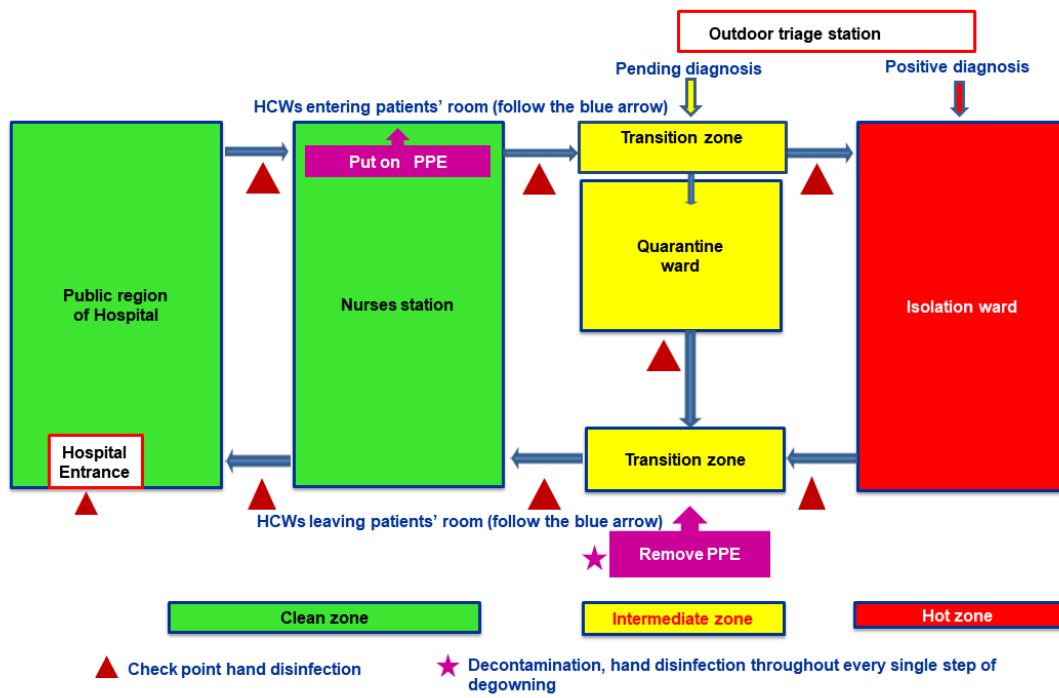 Outdoor triage station
Pending diagnosis
Positive diagnosis
HCWs entering patients' room (follow the blue arrow)
Put on PPE
Transition zone
Quarantine
ward
Public region
of Hospital
Nurses station
Isolation ward
Hospital
Entrance
Transition zone
HCWs leaving patients' room (follow the blue arrow)
Remove PPE
Clean zone
Intermediate zone
Hot zone
Check point hand disinfection
Decontamination, hand disinfection throughout every single step of
degowning